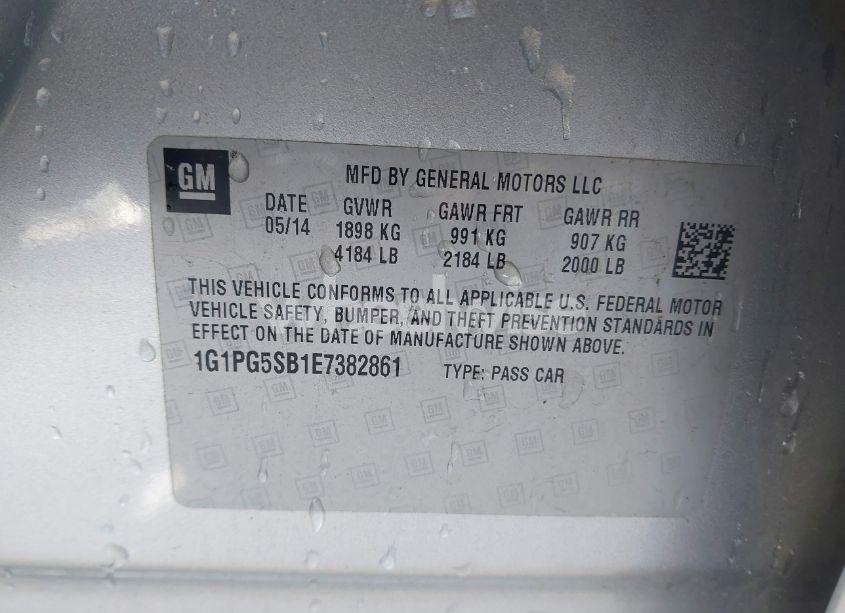 GM
MFD BY GENERAL MOTORS LLC
DATE GVWR GAWR FRT GAWR RR
05/14 1898 KG 991 KG 907 KG
4184 LB 2184 LB 2000 LB
THIS VEHICLE CONFORMS TO ALL APPLICABLE U.S. FEDERAL MOTOR
VEHICLE SAFETY, BUMPER, AND THEFT PREVENTION STANDARDS IN
EFFECT ON THE DATE OF MANUFACTURE SHOWN ABOVE.
1G1PG5SB1E7382861 TYPE: PASS CAR